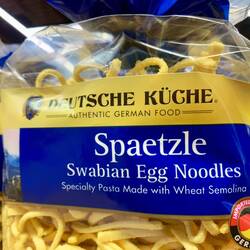 DEUTSCHE KÜCHE®
AUTHENTIC GERMAN FOOD
Spaetzle
Swabian Egg Noodles
Specialty Pasta Made with Wheat Semolina